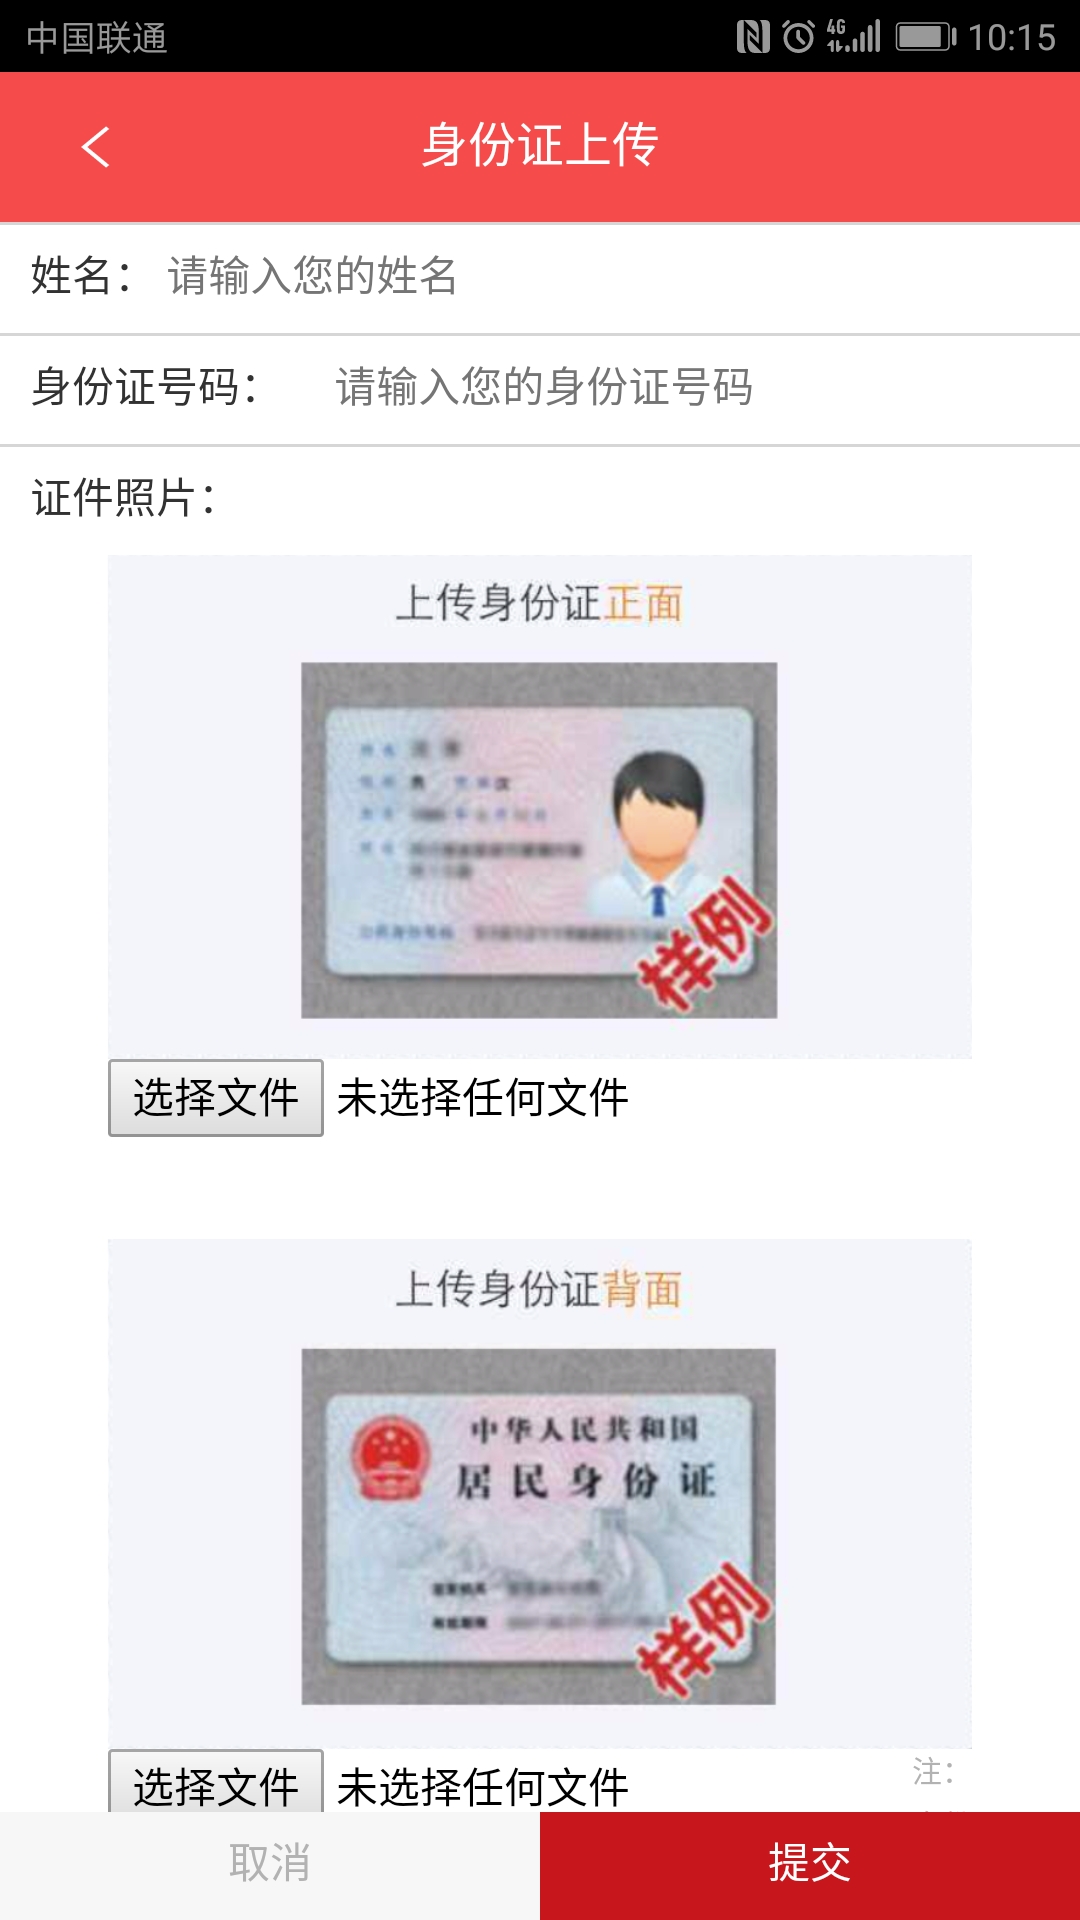 中国联通 4G 10:15
身份证上传
姓名： 请输入您的姓名
身份证号码： 请输入您的身份证号码
证件照片：
上传身份证正面
样例
选择文件 未选择任何文件
上传身份证背面
中华人民共和国
居民身份证
样例
选择文件 未选择任何文件
注：
取消 提交